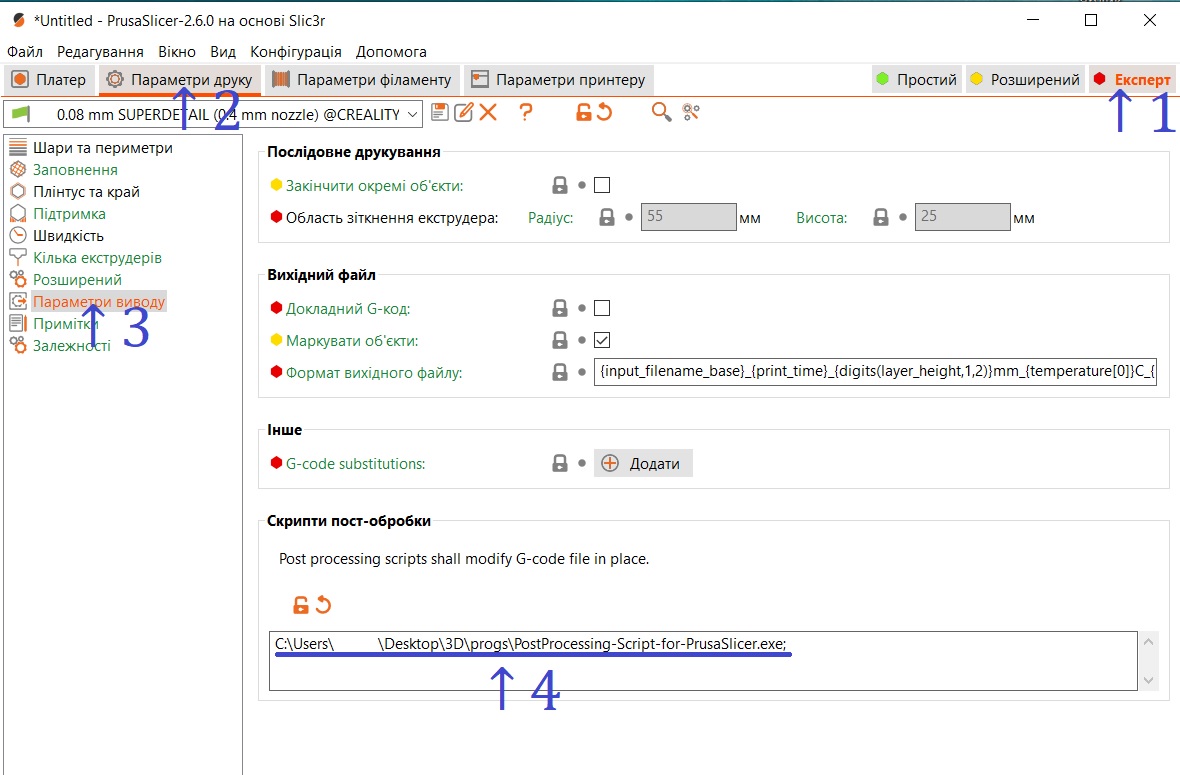 *Untitled - PrusaSlicer-2.6.0 на основі Slic3r
Файл Редагування Вікно Вид Конфігурація Допомога
Платер Параметри друку Параметри філаменту Параметри принтеру Простий Розширений Експерт
↑2 ↑1
0.08 mm SUPERDETAIL (0.4 mm nozzle) @CREALITY
Шари та периметри
Заповнення
Плінтус та край
Підтримка
Швидкість
Кілька екструдерів
Розширений
Параметри виводу
Примітки
↑3
Залежності
Послідовне друкування
Закінчити окремі об'єкти:
Область зіткнення екструдера: Радіус: 55 мм Висота: 25 мм
Вихідний файл
Докладний G-код:
Маркувати об'єкти:
Формат вихідного файлу: {input_filename_base}_{print_time}_{digits(layer_height,1,2)}mm_{temperature[0]}C_{
Інше
G-code substitutions: Додати
Скрипти пост-обробки
Post processing scripts shall modify G-code file in place.
C:\Users\ \Desktop\3D\progs\PostProcessing-Script-for-PrusaSlicer.exe;
↑4